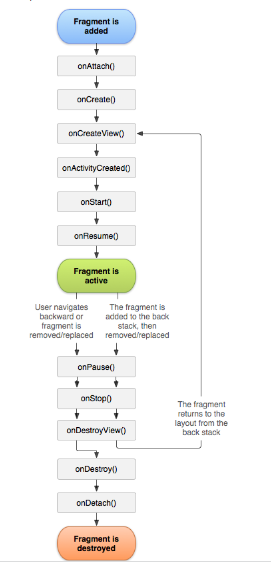 Fragment is
added
onAttach()
onCreate()
onCreateView()
onActivityCreated()
onStart()
onResume()
Fragment is
active
User navigates
backward or
fragment is
removed/replaced
The fragment is
added to the back
stack, then
removed/replaced
onPause()
onStop()
onDestroyView()
The fragment
returns to the
layout from the
back stack
onDestroy()
onDetach()
Fragment is
destroyed